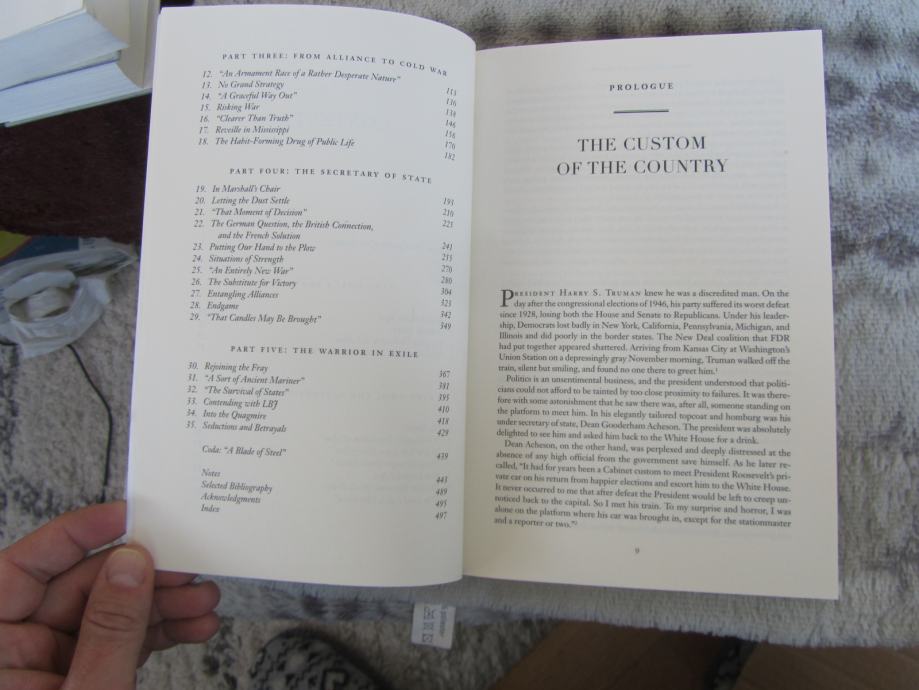 PART THREE: FROM ALLIANCE TO COLD WAR
12. "An Armament Race of a Rather Desperate Nature" 113
13. No Grand Strategy
14. "A Graceful Way Out" 134
15. Risking War 146
16. "Clearer Than Truth" 156
17. Reveille in Mississippi 170
18. The Habit-Forming Drug of Public Life 182
PART FOUR: THE SECRETARY OF STATE
19. In Marshall's Chair 193
20. Letting the Dust Settle 210
21. "That Moment of Decision" 221
22. The German Question, the British Connection,
and the French Solution 241
23. Putting Our Hand to the Plow 255
24. Situations of Strength 270
25. "An Entirely New War" 280
26. The Substitute for Victory 304
27. Entangling Alliances 323
28. Endgame 342
29. "That Candles May Be Brought" 349
PART FIVE: THE WARRIOR IN EXILE
30. Rejoining the Fray 367
31. "A Sort of Ancient Mariner" 381
32. "The Survival of States" 395
33. Contending with LBJ 410
34. Into the Quagmire 418
35. Seductions and Betrayals 429
Coda: "A Blade of Steel" 439
Notes 443
Selected Bibliography 489
Acknowledgments 495
Index 497
PROLOGUE
THE CUSTOM
OF THE COUNTRY
PRESIDENT HARRY S. TRUMAN knew he was a discredited man. On the
day after the congressional elections of 1946, his party suffered its worst defeat
since 1928, losing both the House and Senate to Republicans. Under his leader-
ship, Democrats lost badly in New York, California, Pennsylvania, Michigan, and
Illinois and did poorly in the border states. The New Deal coalition that FDR
had put together appeared shattered. Arriving from Kansas City at Washington's
Union Station on a depressingly gray November morning, Truman walked off the
train, silent but smiling, and found no one there to greet him.¹
Politics is an unsentimental business, and the president understood that politi-
cians could not afford to be tainted by too close proximity to failures. It was there-
fore with some astonishment that he saw there was, after all, someone standing on
the platform to meet him. In his elegantly tailored topcoat and homburg was his
under secretary of state, Dean Gooderham Acheson. The president was absolutely
delighted to see him and asked him back to the White House for a drink.
Dean Acheson, on the other hand, was perplexed and deeply distressed at the
absence of any high official from the government save himself. As he later re-
called, "It had for years been a Cabinet custom to meet President Roosevelt's pri-
vate car on his return from happier elections and escort him to the White House.
It never occurred to me that after defeat the President would be left to creep un-
noticed back to the capital. So I met his train. To my surprise and horror, I was
alone on the platform where his car was brought in, except for the stationmaster
and a reporter or two."²
9